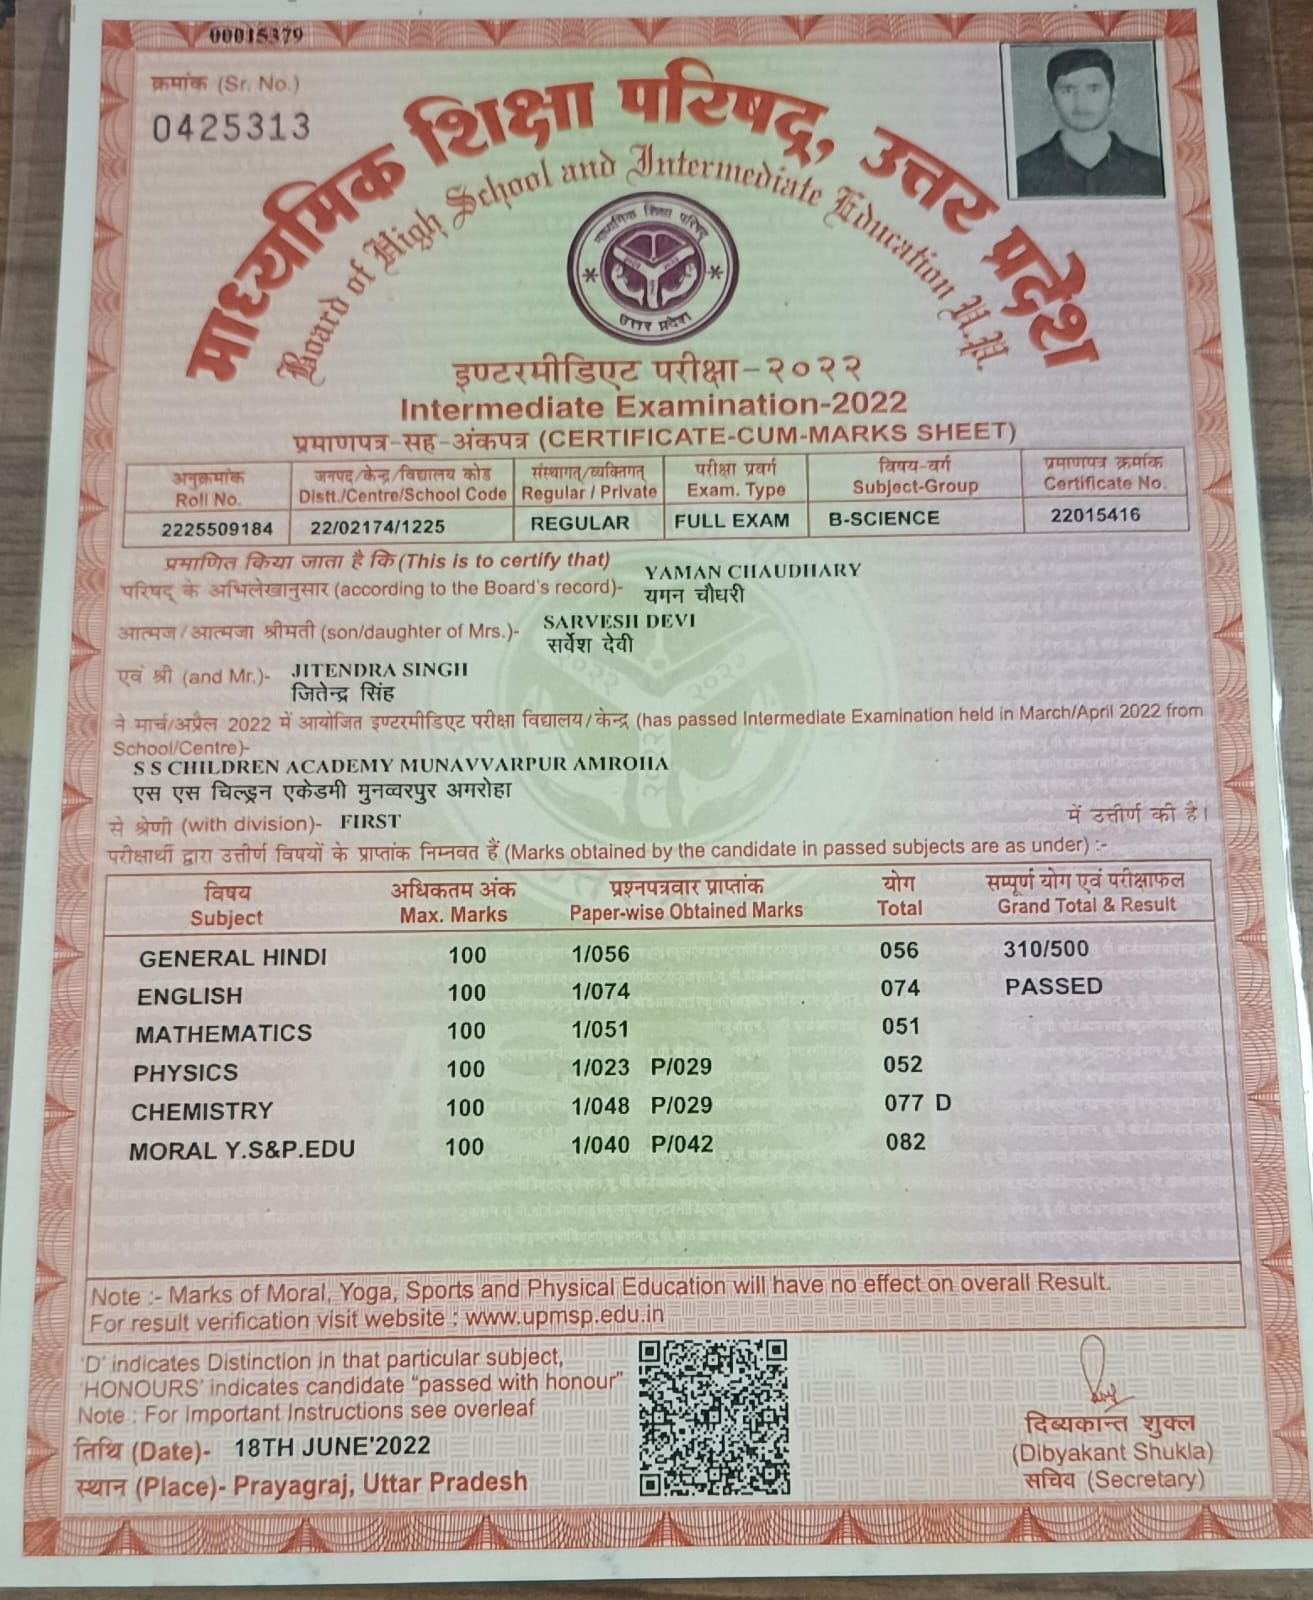 00015379
क्रमांक (Sr. No.)
0425313
माध्यमिक शिक्षा परिषद्, उत्तर प्रदेश
Board of High School and Intermediate Education U.P.
माध्यमिक शिक्षा परिषद्
उत्तर प्रदेश
इण्टरमीडिएट परीक्षा-२०२२
Intermediate Examination-2022
प्रमाणपत्र-सह-अंकपत्र (CERTIFICATE-CUM-MARKS SHEET)
अनुक्रमांक जनपद/केन्द्र/विद्यालय कोड संस्थागत्/व्यक्तिगत् परीक्षा प्रवर्ग विषय-वर्ग प्रमाणपत्र क्रमांक
Roll No. Distt./Centre/School Code Regular / Private Exam. Type Subject-Group Certificate No.
2225509184 22/02174/1225 REGULAR FULL EXAM B-SCIENCE 22015416
प्रमाणित किया जाता है कि (This is to certify that)
परिषद् के अभिलेखानुसार (according to the Board's record)- YAMAN CHAUDHARY
यमन चौधरी
आत्मज/आत्मजा श्रीमती (son/daughter of Mrs.)- SARVESH DEVI
सर्वेश देवी
एवं श्री (and Mr.)- JITENDRA SINGH
जितेन्द्र सिंह
ने मार्च/अप्रैल 2022 में आयोजित इण्टरमीडिएट परीक्षा विद्यालय/केन्द्र (has passed Intermediate Examination held in March/April 2022 from
School/Centre)-
S S CHILDREN ACADEMY MUNAVVARPUR AMROHA
एस एस चिल्ड्रन एकेडमी मुनव्वरपुर अमरोहा
से श्रेणी (with division)- FIRST में उत्तीर्ण की है।
परीक्षार्थी द्वारा उत्तीर्ण विषयों के प्राप्तांक निम्नवत हैं (Marks obtained by the candidate in passed subjects are as under) :-
विषय अधिकतम अंक प्रश्नपत्रवार प्राप्तांक योग सम्पूर्ण योग एवं परीक्षाफल
Subject Max. Marks Paper-wise Obtained Marks Total Grand Total & Result
GENERAL HINDI 100 1/056 056 310/500
ENGLISH 100 1/074 074 PASSED
MATHEMATICS 100 1/051 051
PHYSICS 100 1/023 P/029 052
CHEMISTRY 100 1/048 P/029 077 D
MORAL Y.S&P.EDU 100 1/040 P/042 082
Note :- Marks of Moral, Yoga, Sports and Physical Education will have no effect on overall Result.
For result verification visit website : www.upmsp.edu.in
'D' indicates Distinction in that particular subject,
'HONOURS' indicates candidate "passed with honour"
Note : For Important Instructions see overleaf
तिथि (Date)- 18TH JUNE'2022
स्थान (Place)- Prayagraj, Uttar Pradesh
दिब्यकान्त शुक्ल
(Dibyakant Shukla)
सचिव (Secretary)